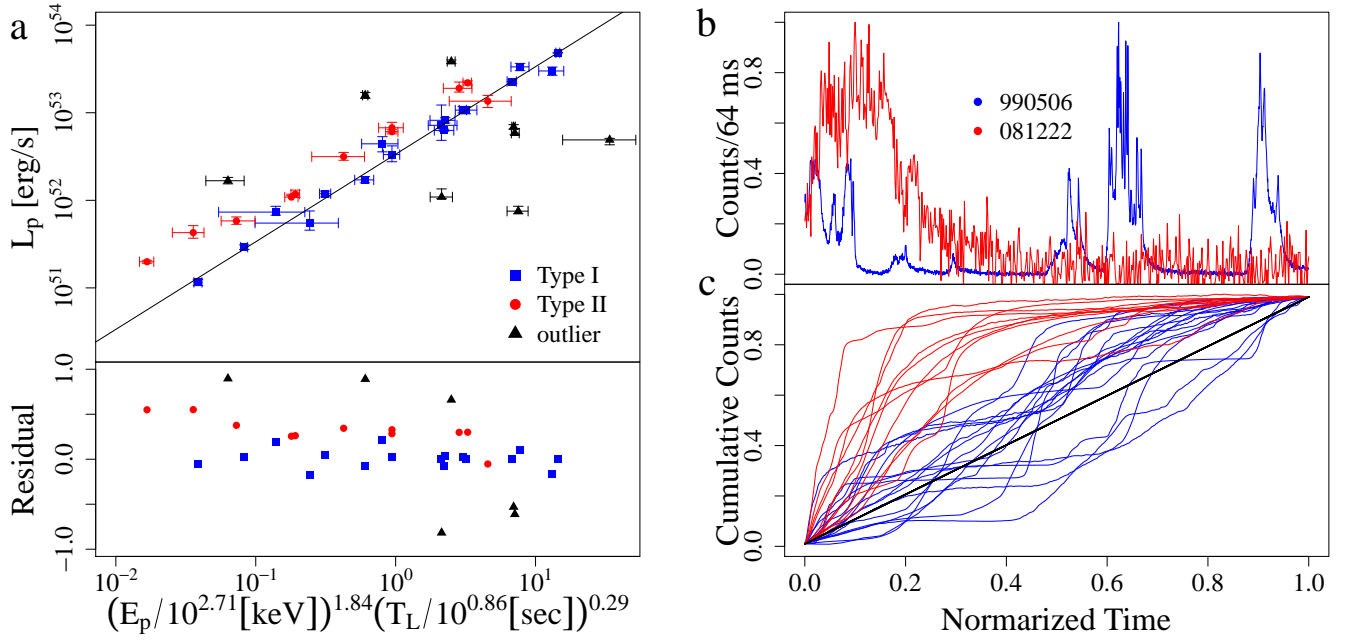 a
10^54
10^53
10^52
10^51
L_p [erg/s]
Type I
Type II
outlier
1.0
0.0
−1.0
Residual
10^−2
10^−1
10^0
10^1
(E_p/10^2.71[keV])^1.84(T_L/10^0.86[sec])^0.29
b
0.8
0.4
0.0
Counts/64 ms
990506
081222
c
0.8
0.4
0.0
Cumulative Counts
0.0
0.2
0.4
0.6
0.8
1.0
Normarized Time